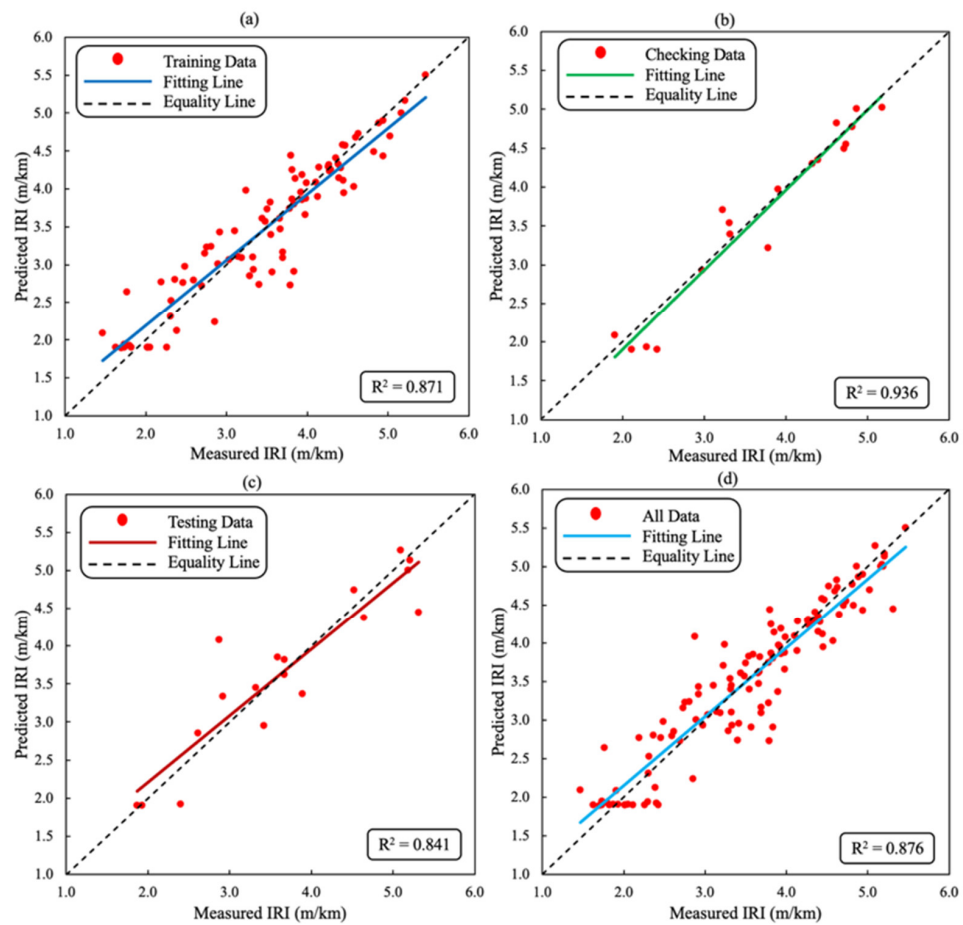 (a)
6.0
5.5
5.0
4.5
4.0
3.5
3.0
2.5
2.0
1.5
1.0
Predicted IRI (m/km)
Training Data
Fitting Line
Equality Line
R² = 0.871
1.0 2.0 3.0 4.0 5.0 6.0
Measured IRI (m/km)
(b)
6.0
5.5
5.0
4.5
4.0
3.5
3.0
2.5
2.0
1.5
1.0
Predicted IRI (m/km)
Checking Data
Fitting Line
Equality Line
R² = 0.936
1.0 2.0 3.0 4.0 5.0 6.0
Measured IRI (m/km)
(c)
6.0
5.5
5.0
4.5
4.0
3.5
3.0
2.5
2.0
1.5
1.0
Predicted IRI (m/km)
Testing Data
Fitting Line
Equality Line
R² = 0.841
1.0 2.0 3.0 4.0 5.0 6.0
Measured IRI (m/km)
(d)
6.0
5.5
5.0
4.5
4.0
3.5
3.0
2.5
2.0
1.5
1.0
Predicted IRI (m/km)
All Data
Fitting Line
Equality Line
R² = 0.876
1.0 2.0 3.0 4.0 5.0 6.0
Measured IRI (m/km)